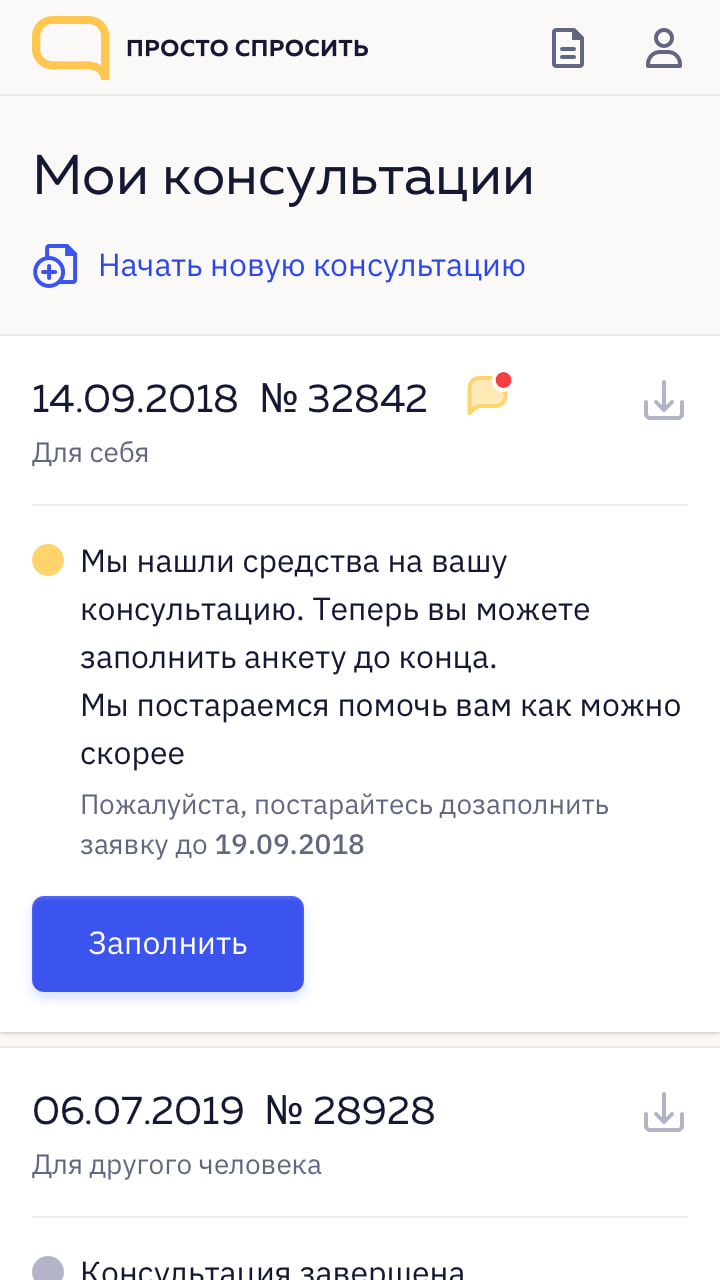 ПРОСТО СПРОСИТЬ
Мои консультации
Начать новую консультацию
14.09.2018 № 32842
Для себя
Мы нашли средства на вашу
консультацию. Теперь вы можете
заполнить анкету до конца.
Мы постараемся помочь вам как можно
скорее
Пожалуйста, постарайтесь дозаполнить
заявку до 19.09.2018
Заполнить
06.07.2019 № 28928
Для другого человека
Консультация завершена